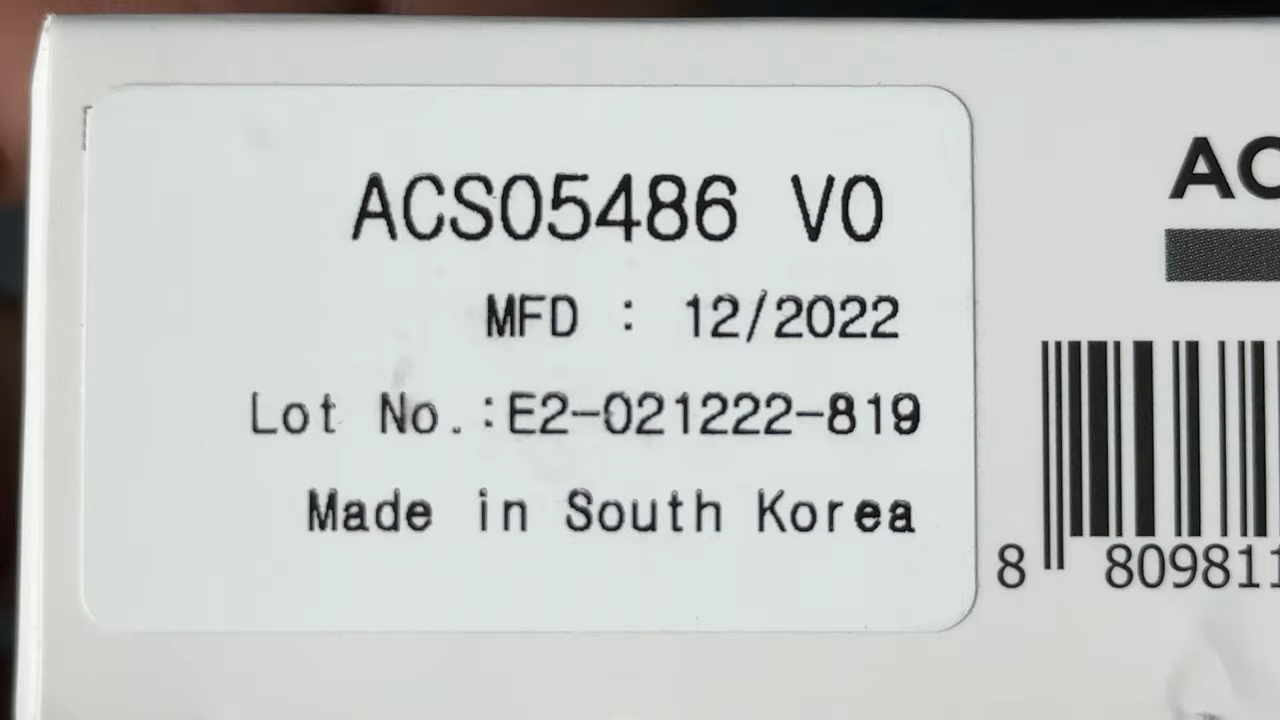 ACS05486 V0
MFD : 12/2022
Lot No.:E2-021222-819
Made in South Korea
AC
8 809811